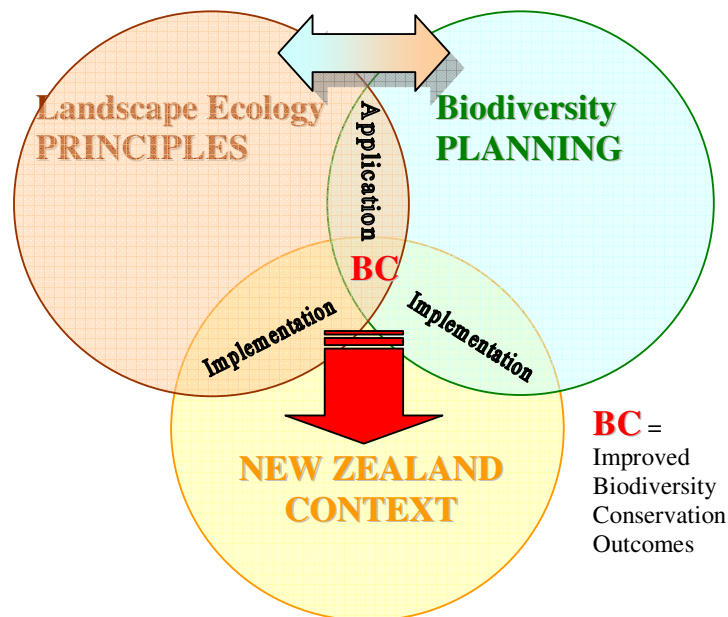 Landscape Ecology
PRINCIPLES
Biodiversity
PLANNING
Application
BC
Implementation
Implementation
NEW ZEALAND
CONTEXT
BC =
Improved
Biodiversity
Conservation
Outcomes